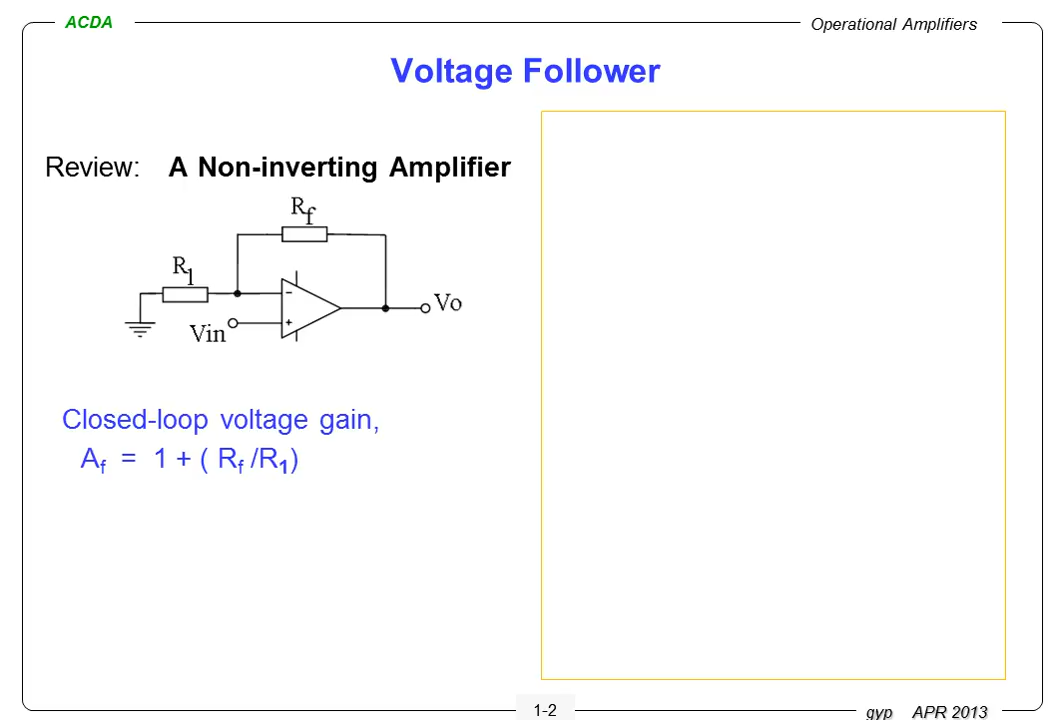 ACDA
Operational Amplifiers
Voltage Follower
Review: A Non-inverting Amplifier
Rf
R1
-
Vo
+
Vin
Closed-loop voltage gain,
Af = 1 + ( Rf /R1)
1-2
gyp APR 2013